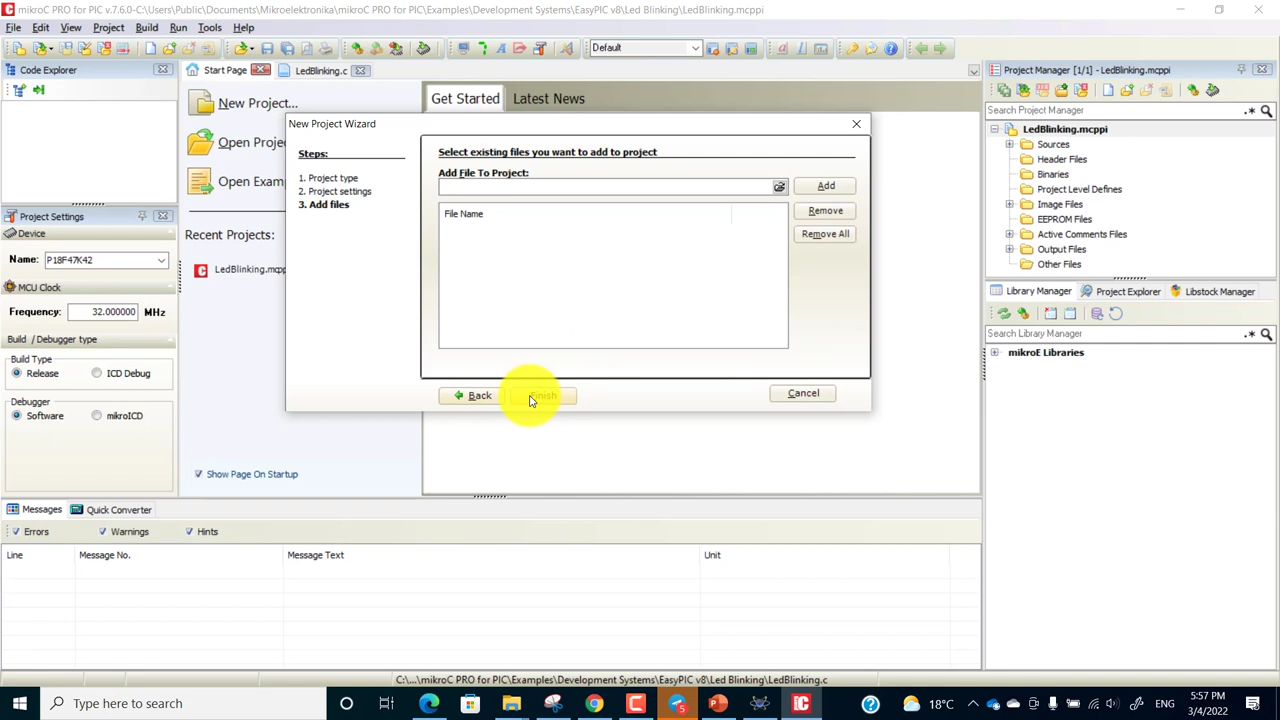 mikroC PRO for PIC v.7.6.0-C:\Users\Public\Documents\Mikroelektronika\mikroC PRO for PIC\Examples\Development Systems\EasyPIC v8\Led Blinking\LedBlinking.mcppi
File Edit View Project Build Run Tools Help
Default
Code Explorer
Start Page
LedBlinking.c
Project Manager [1/1] - LedBlinking.mcppi
New Project...
Open Proje
Open Exam
Recent Projects:
LedBlinking.mcpp
Show Page On Startup
Get Started
Latest News
New Project Wizard
Steps:
1. Project type
2. Project settings
3. Add files
Select existing files you want to add to project
Add File To Project:
Add
File Name
Remove
Remove All
Back
Finish
Cancel
Project Settings
Device
Name: P18F47K42
MCU Clock
Frequency: 32.000000 MHz
Build / Debugger type
Build Type
Release
ICD Debug
Debugger
Software
mikroICD
Search Project Manager
LedBlinking.mcppi
Sources
Header Files
Binaries
Project Level Defines
Image Files
EEPROM Files
Active Comments Files
Output Files
Other Files
Library Manager
Project Explorer
Libstock Manager
Search Library Manager
mikroE Libraries
Messages
Quick Converter
Errors
Warnings
Hints
Line
Message No.
Message Text
Unit
C:\...\mikroC PRO for PIC\Examples\Development Systems\EasyPIC v8\Led Blinking\LedBlinking.c
Type here to search
18°C
5:57 PM
3/4/2022